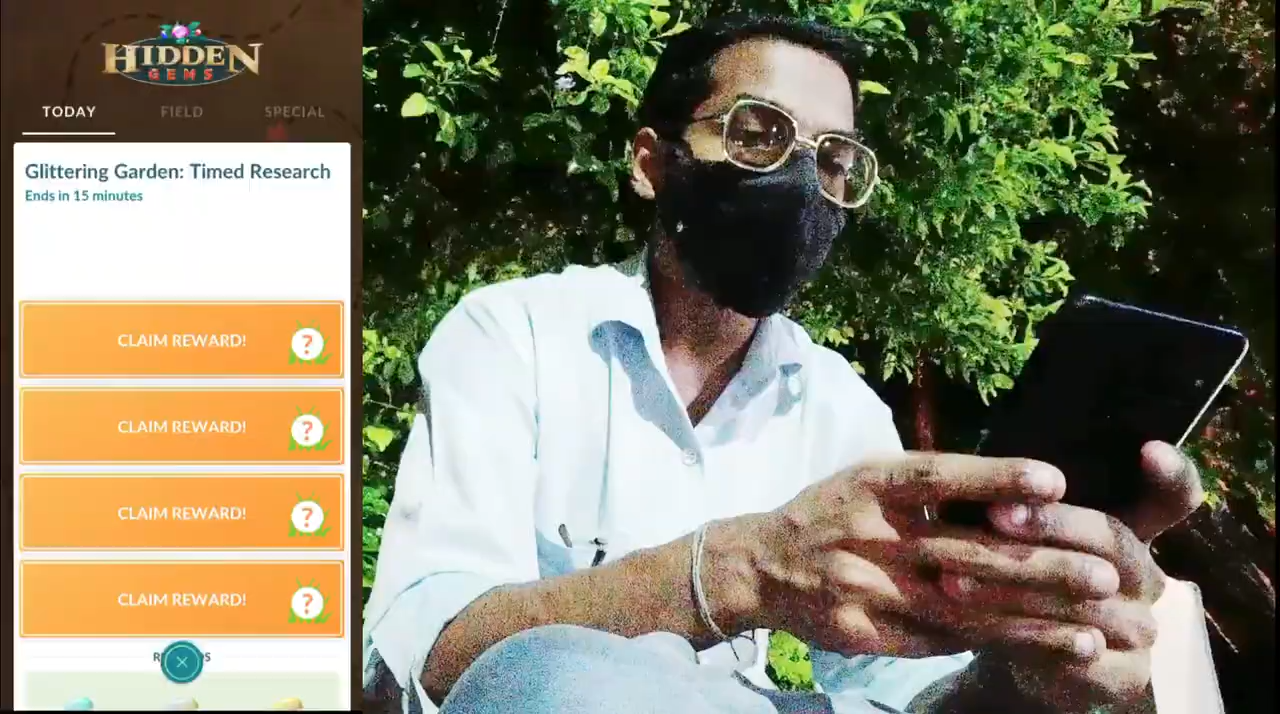 HIDDEN
GEMS
TODAY FIELD SPECIAL
Glittering Garden: Timed Research
Ends in 15 minutes
CLAIM REWARD! ?
CLAIM REWARD! ?
CLAIM REWARD! ?
CLAIM REWARD! ?